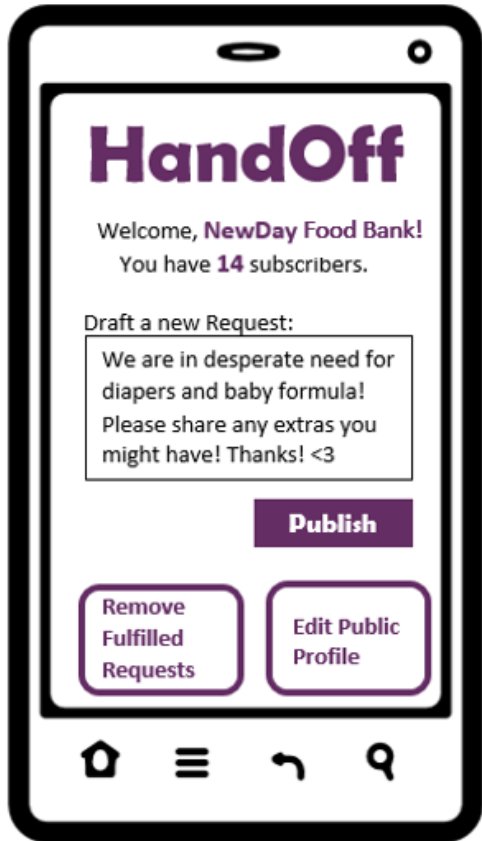 HandOff
Welcome, NewDay Food Bank!
You have 14 subscribers.
Draft a new Request:
We are in desperate need for
diapers and baby formula!
Please share any extras you
might have! Thanks! <3
Publish
Remove
Fulfilled
Requests
Edit Public
Profile